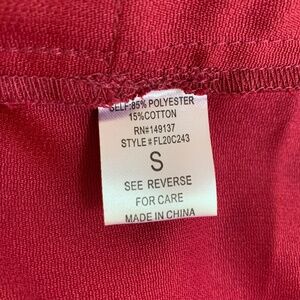 SELF:85% POLYESTER
15%COTTON
RN#149137
STYLE # FL20C243
S
SEE REVERSE
FOR CARE
MADE IN CHINA